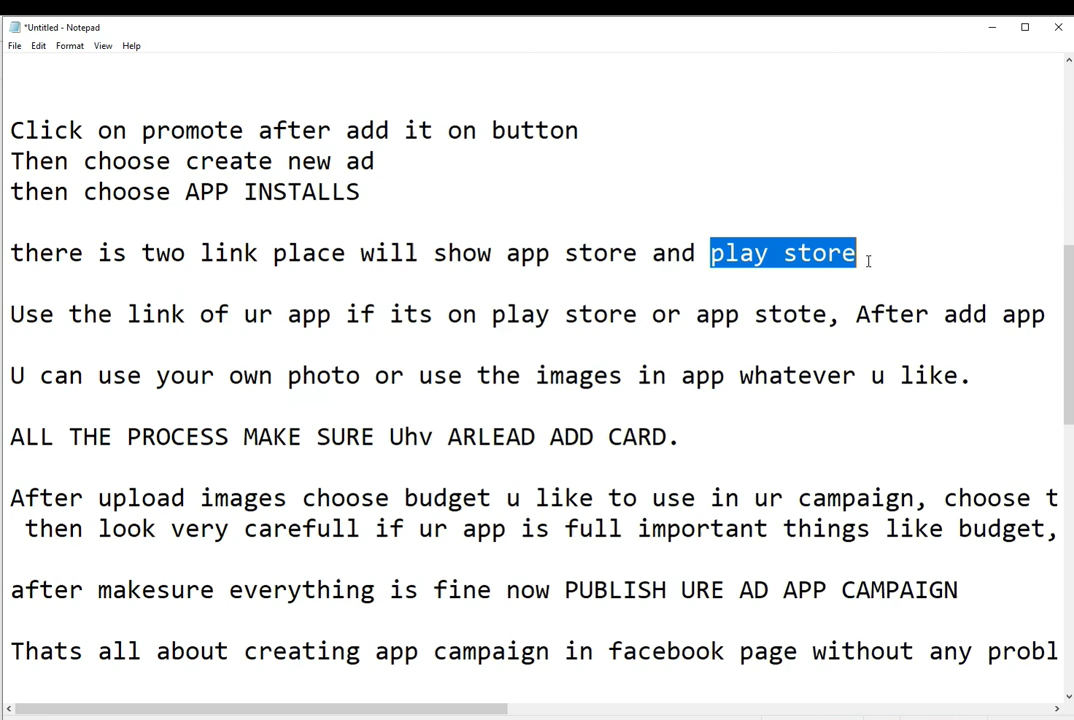 *Untitled - Notepad
File Edit Format View Help
Click on promote after add it on button
Then choose create new ad
then choose APP INSTALLS
there is two link place will show app store and play store
Use the link of ur app if its on play store or app stote, After add app
U can use your own photo or use the images in app whatever u like.
ALL THE PROCESS MAKE SURE Uhv ARLEAD ADD CARD.
After upload images choose budget u like to use in ur campaign, choose t
then look very carefull if ur app is full important things like budget,
after makesure everything is fine now PUBLISH URE AD APP CAMPAIGN
Thats all about creating app campaign in facebook page without any probl